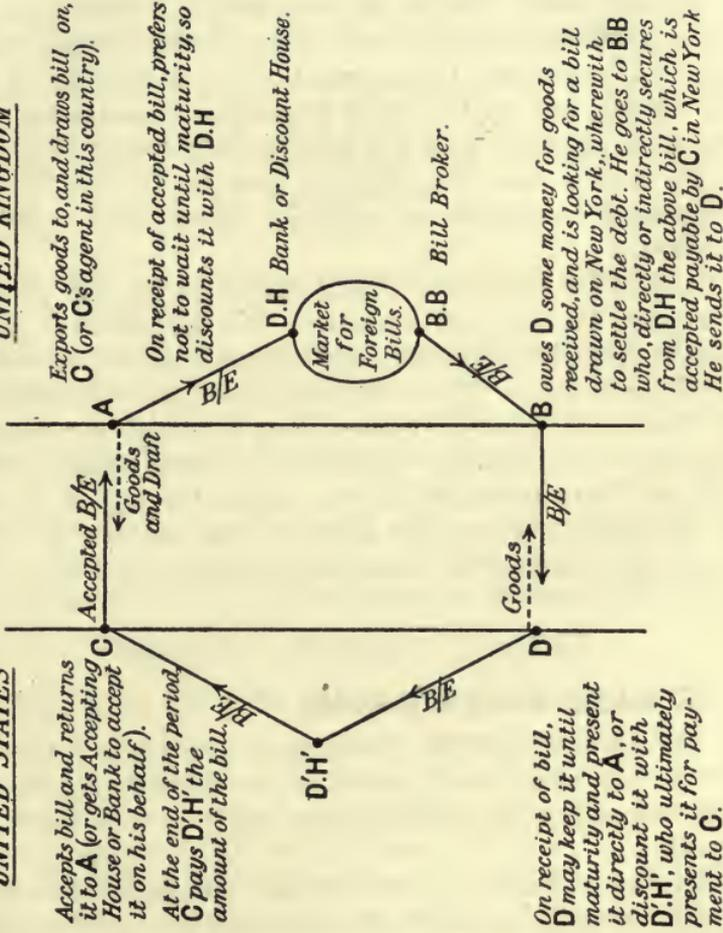 UNITED STATES
UNITED KINGDOM
Accepts bill and returns
it to A (or gets Accepting
House or Bank to accept
it on his behalf).
At the end of the period,
C pays D'.H' the
amount of the bill.
C
Accepted B/E
Goods
and Draft
A
Exports goods to, and draws bill on,
C (or C's agent in this country).
On receipt of accepted bill, prefers
not to wait until maturity, so
discounts it with D.H
B/E
B/E
D'.H'
D.H Bank or Discount House.
Market
for
Foreign
Bills.
B.B Bill Broker.
B/E
B/E
On receipt of bill,
D may keep it until
maturity and present
it directly to A, or
discount it with
D'.H', who ultimately
presents it for pay-
ment to C.
D
Goods
B/E
B owes D some money for goods
received, and is looking for a bill
drawn on New York, wherewith
to settle the debt. He goes to B.B
who, directly or indirectly secures
from D.H the above bill, which is
accepted payable by C in New York
He sends it to D